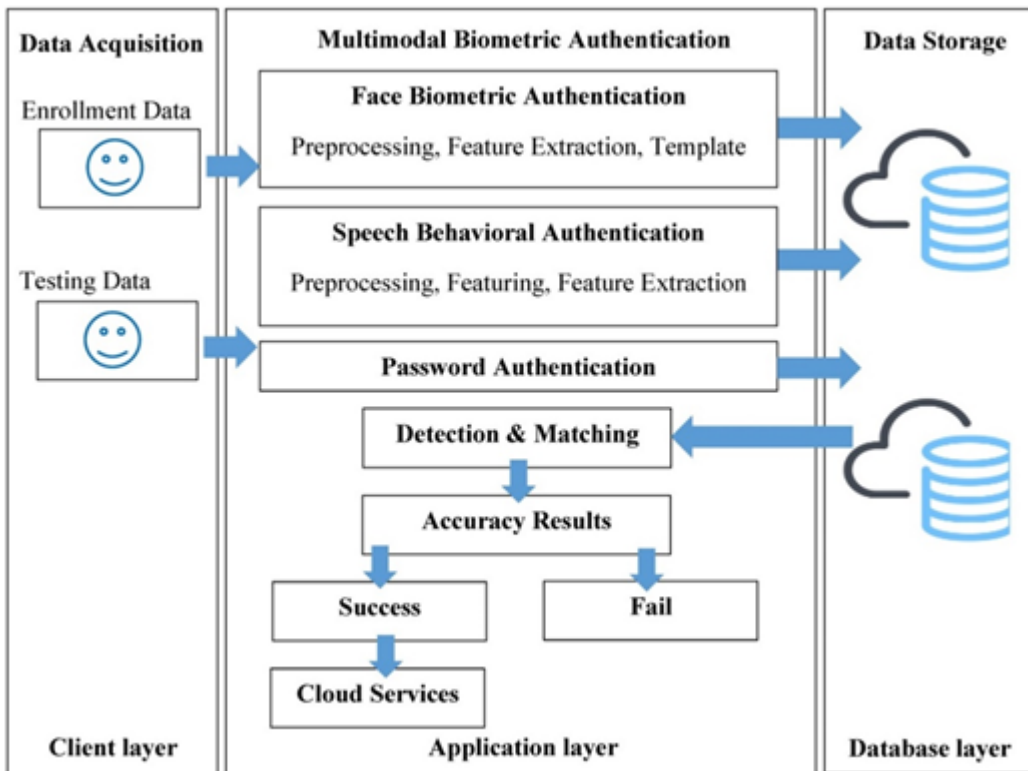 Data Acquisition
Enrollment Data
Testing Data
Client layer
Multimodal Biometric Authentication
Face Biometric Authentication
Preprocessing, Feature Extraction, Template
Speech Behavioral Authentication
Preprocessing, Featuring, Feature Extraction
Password Authentication
Detection & Matching
Accuracy Results
Success
Fail
Cloud Services
Application layer
Data Storage
Database layer